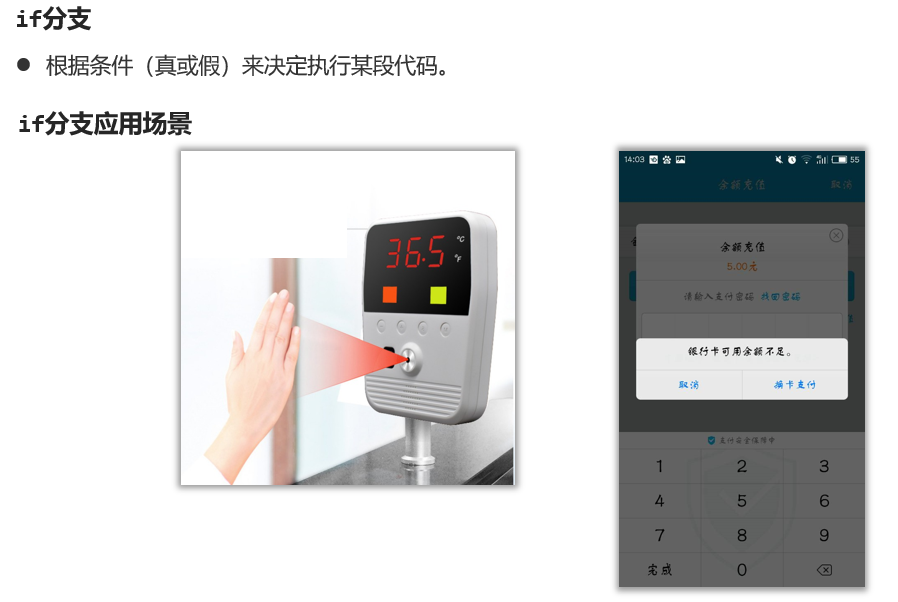 if分支
● 根据条件（真或假）来决定执行某段代码。
if分支应用场景
36.5
°C
°F
14:03
55
余额充值
取消
余额充值
5.00元
请输入支付密码 找回密码
银行卡可用余额不足。
取消
换卡支付
支付安全保障中
1 2 3
4 5 6
7 8 9
完成 0